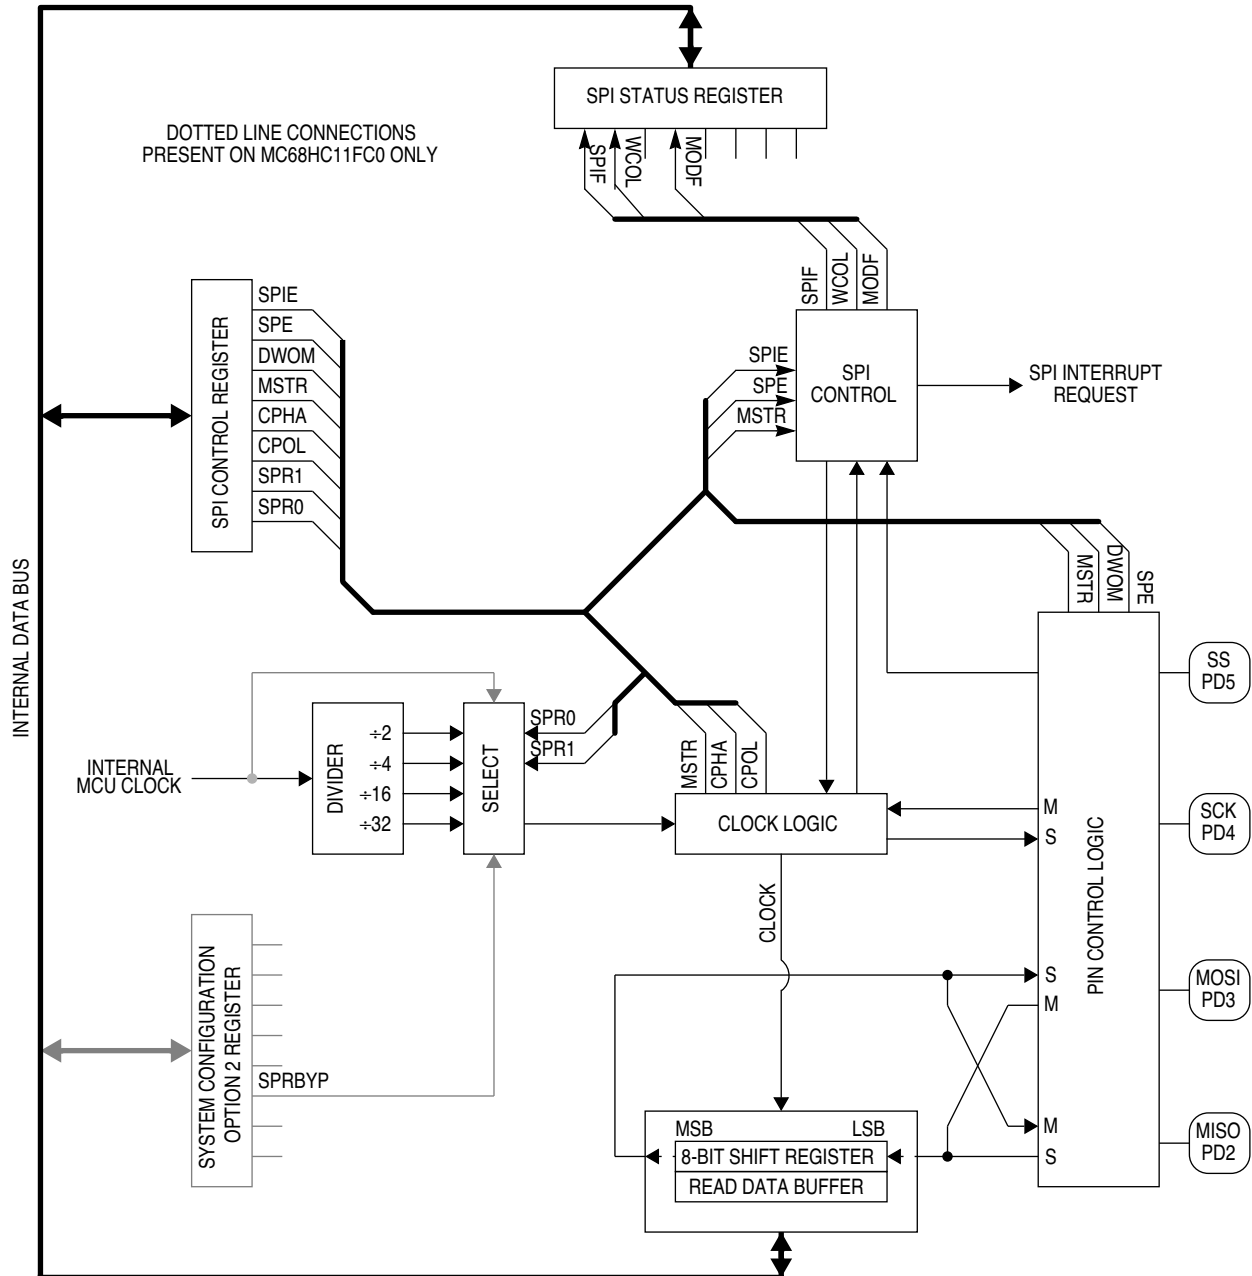 SPI STATUS REGISTER
DOTTED LINE CONNECTIONS
PRESENT ON MC68HC11FC0 ONLY
SPIF
WCOL
MODF
SPIF
WCOL
MODF
SPI CONTROL REGISTER
SPIE
SPE
DWOM
MSTR
CPHA
CPOL
SPR1
SPR0
SPIE
SPE
MSTR
SPI
CONTROL
SPI INTERRUPT
REQUEST
MSTR
DWOM
SPE
INTERNAL DATA BUS
INTERNAL
MCU CLOCK
DIVIDER
÷2
÷4
÷16
÷32
SELECT
SPR0
SPR1
MSTR
CPHA
CPOL
CLOCK LOGIC
CLOCK
PIN CONTROL LOGIC
M
S
S
M
M
S
SS
PD5
SCK
PD4
MOSI
PD3
MISO
PD2
SYSTEM CONFIGURATION
OPTION 2 REGISTER
SPRBYP
MSB LSB
8-BIT SHIFT REGISTER
READ DATA BUFFER